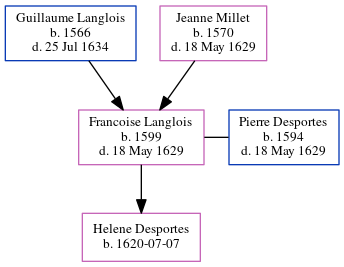 Guillaume Langlois
b. 1566
d. 25 Jul 1634
Jeanne Millet
b. 1570
d. 18 May 1629
Francoise Langlois
b. 1599
d. 18 May 1629
Pierre Desportes
b. 1594
d. 18 May 1629
Helene Desportes
b. 1620-07-07